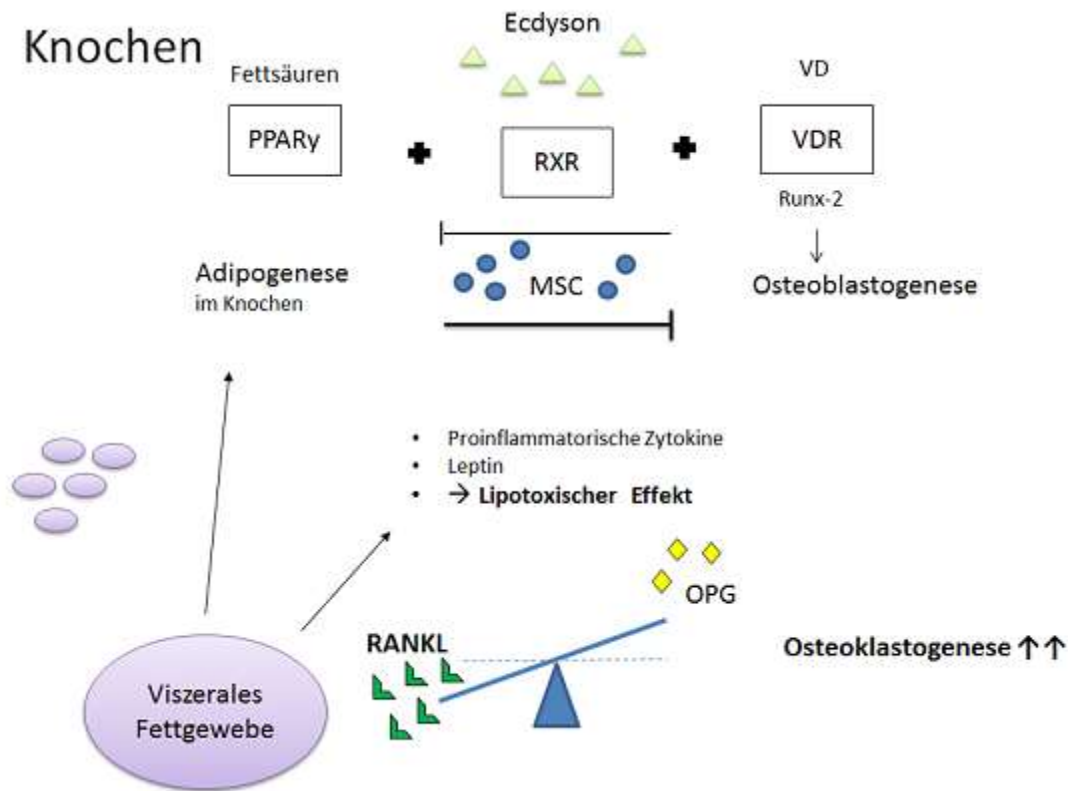 Knochen
Ecdyson
Fettsäuren
VD
PPARy
RXR
VDR
Runx-2
Adipogenese
im Knochen
MSC
Osteoblastogenese
• Proinflammatorische Zytokine
• Leptin
• → Lipotoxischer Effekt
OPG
RANKL
Osteoklastogenese ↑↑
Viszerales
Fettgewebe